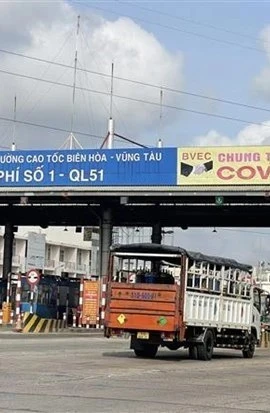 ƯỜNG CAO TỐC BIÊN HÒA - VŨNG TÀU
PHÍ SỐ 1 - QL51
BVEC CHUNG T
COV